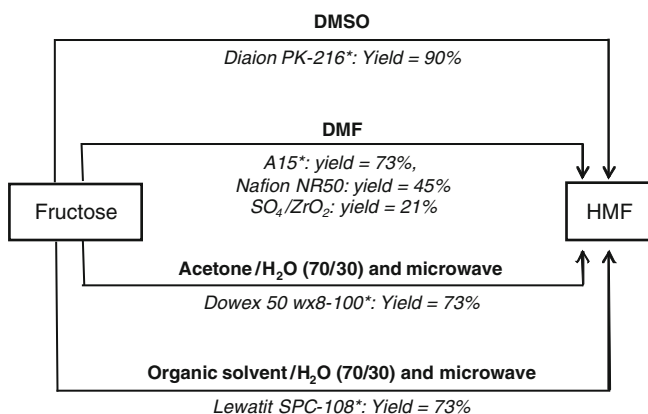 DMSO
Diaion PK-216*: Yield = 90%
DMF
A15*: yield = 73%,
Nafion NR50: yield = 45%
SO₄/ZrO₂: yield = 21%
Fructose
HMF
Acetone/H₂O (70/30) and microwave
Dowex 50 wx8-100*: Yield = 73%
Organic solvent/H₂O (70/30) and microwave
Lewatit SPC-108*: Yield = 73%